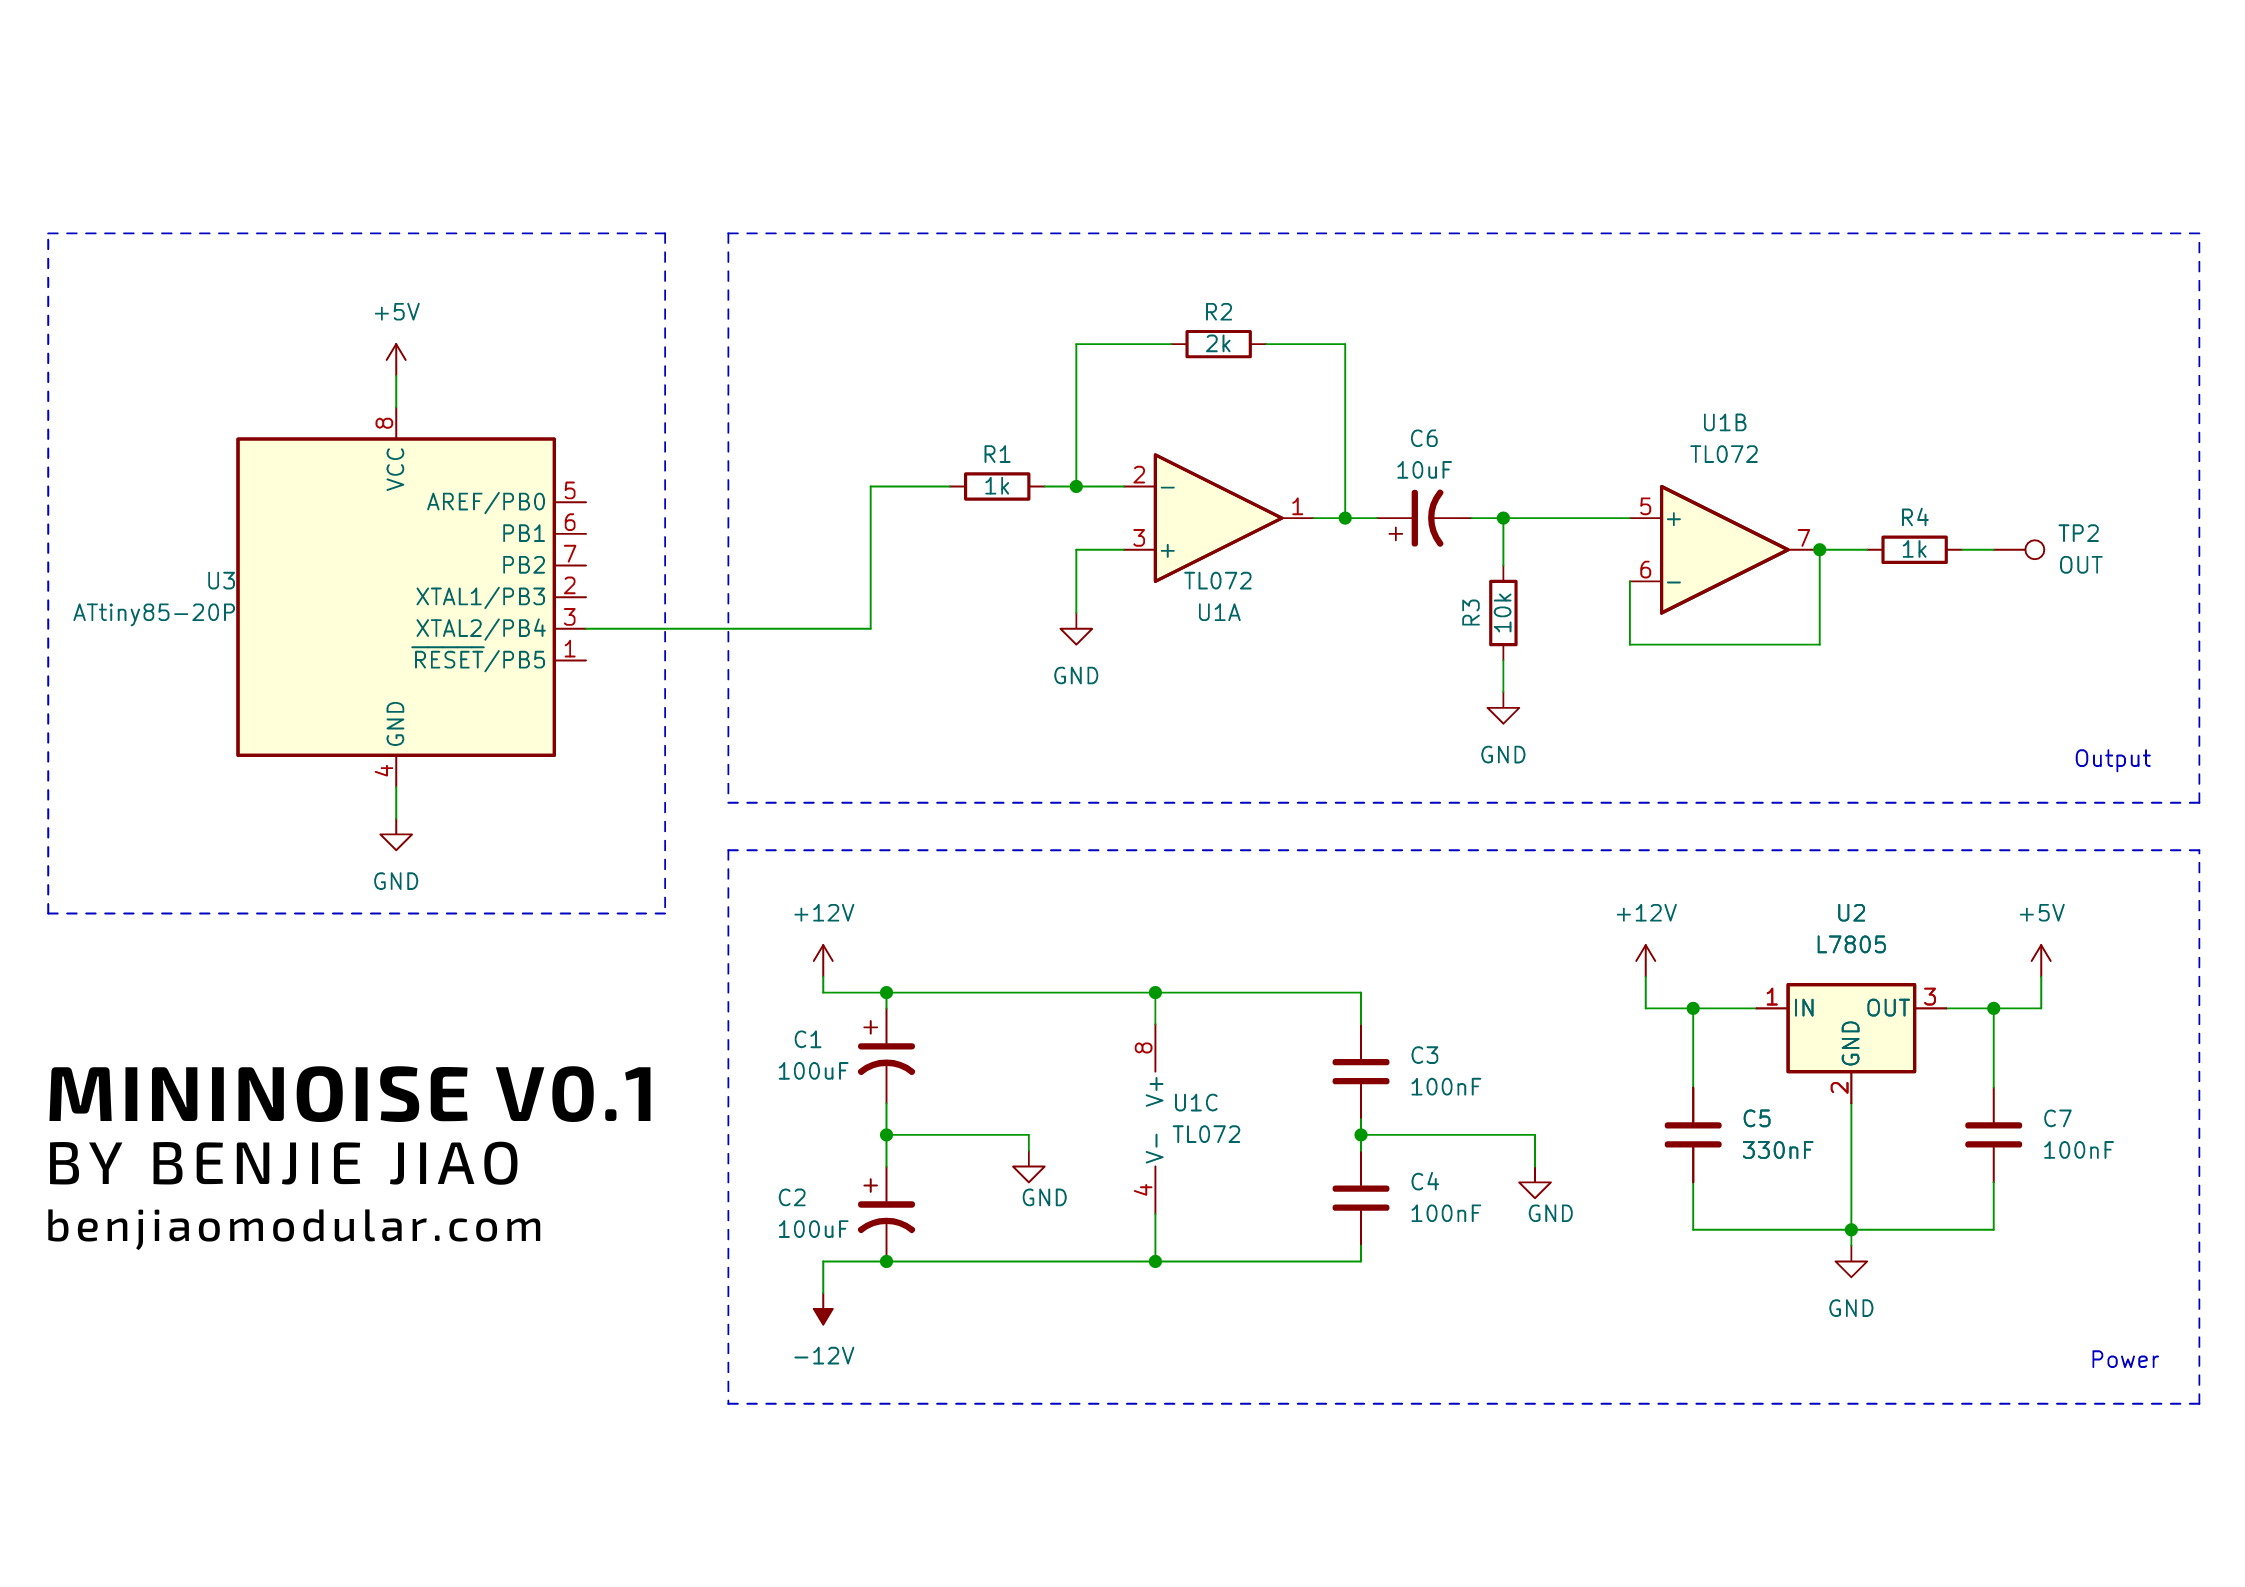 +5V
8
VCC
AREF/PB0 5
PB1 6
PB2 7
XTAL1/PB3 2
XTAL2/PB4 3
RESET/PB5 1
U3
ATtiny85-20P
GND
4
GND
R2
2k
R1
1k
2
-
3
+
1
TL072
U1A
GND
C6
10uF
+
R3
10k
GND
U1B
TL072
5
+
6
-
7
R4
1k
TP2
OUT
Output
+12V
C1
100uF
+
C2
100uF
+
GND
-12V
8
V+
U1C
TL072
V-
4
C3
100nF
C4
100nF
GND
+12V
U2
L7805
+5V
1
IN
OUT
3
GND
2
C5
330nF
C7
100nF
GND
Power
MININOISE V0.1
BY BENJIE JIAO
benjiaomodular.com